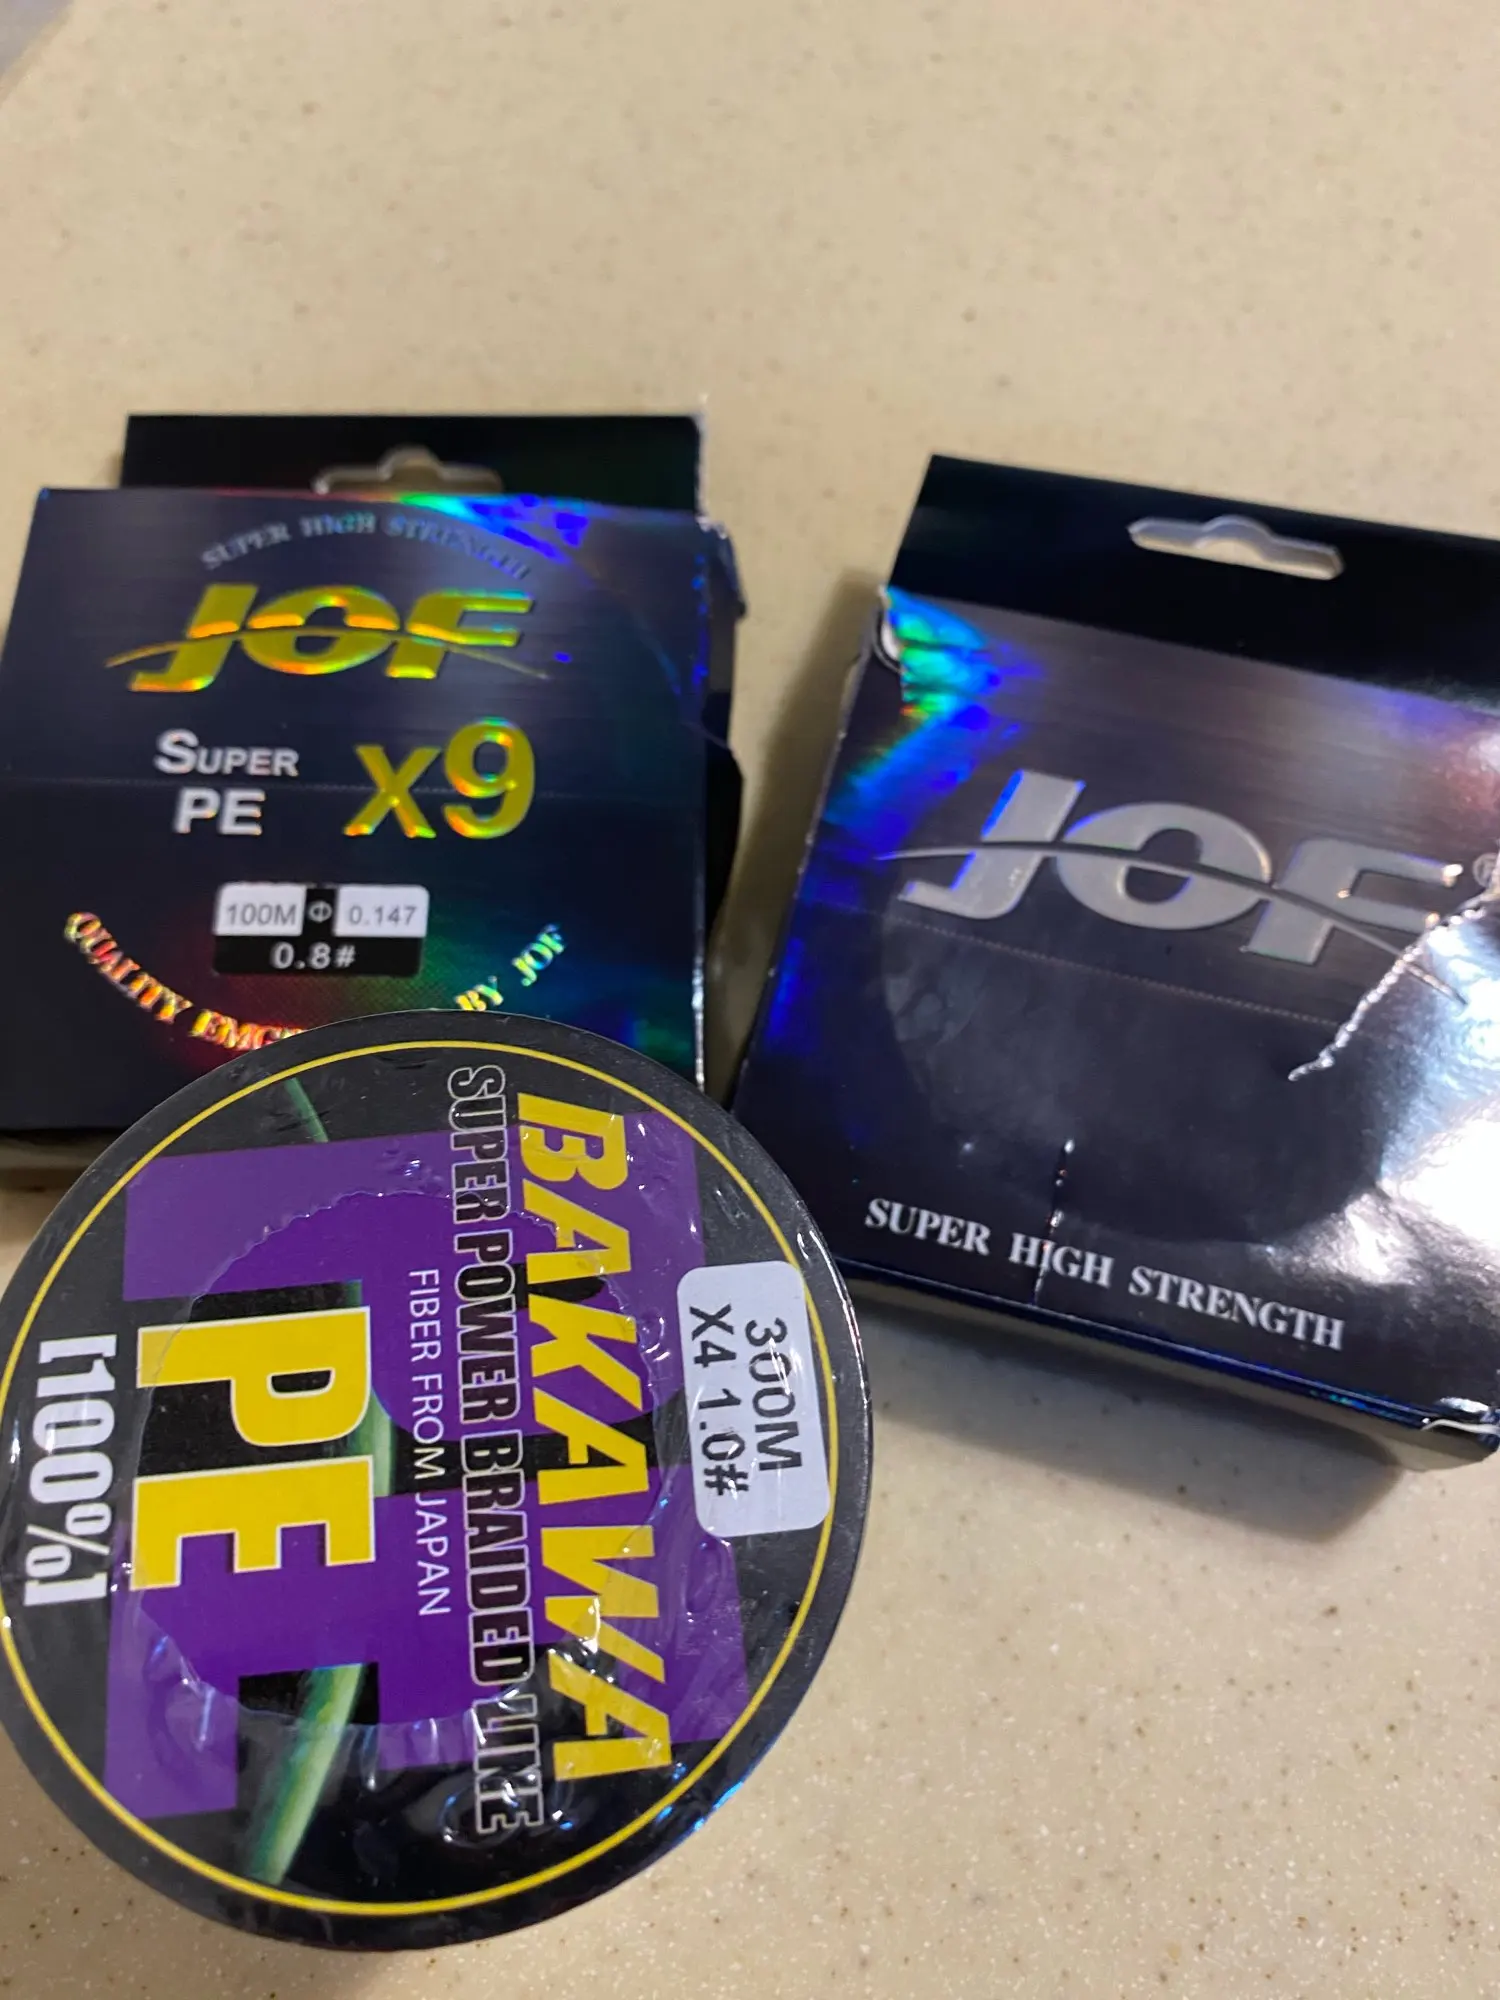 SUPER HIGH STRENGTH
JOF
SUPER
PE
x9
100M Φ 0.147
0.8#
QUALITY
BY JOF
JOF®
SUPER HIGH STRENGTH
300M
X4 1.0#
BAKAWA
SUPER POWER BRAIDED LINE
FIBER FROM JAPAN
PE
[100%]